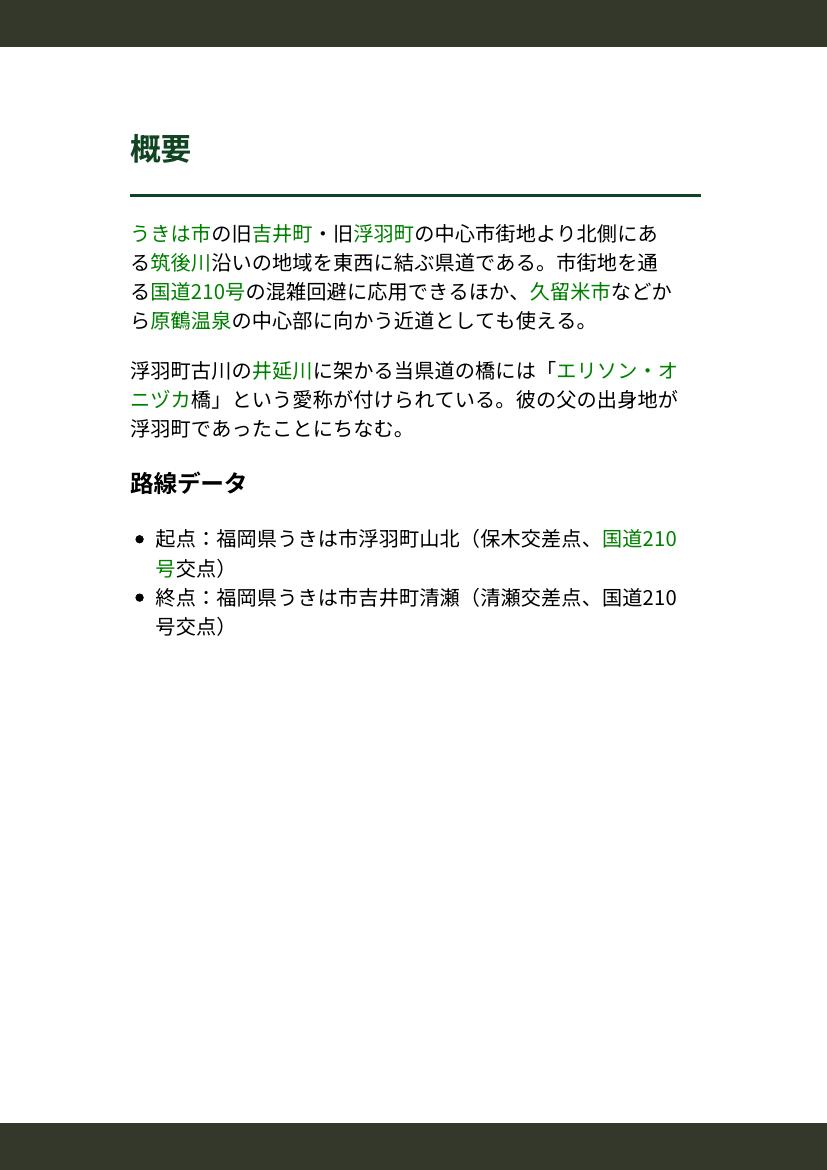 概要
うきは市の旧吉井町・旧浮羽町の中心市街地より北側にあ
る筑後川沿いの地域を東西に結ぶ県道である。市街地を通
る国道210号の混雑回避に応用できるほか、久留米市などか
ら原鶴温泉の中心部に向かう近道としても使える。
浮羽町古川の井延川に架かる当県道の橋には「エリソン・オ
ニヅカ橋」という愛称が付けられている。彼の父の出身地が
浮羽町であったことにちなむ。
路線データ
• 起点：福岡県うきは市浮羽町山北（保木交差点、国道210
号交点）
• 終点：福岡県うきは市吉井町清瀬（清瀬交差点、国道210
号交点）